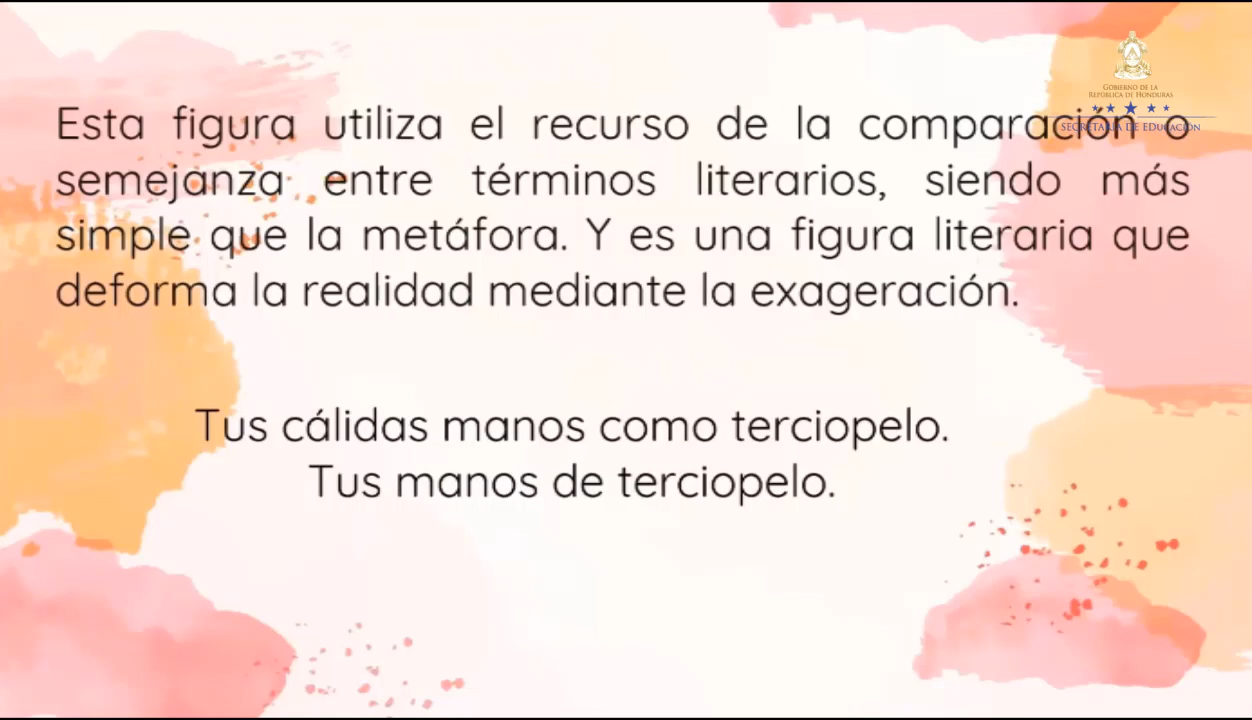 GOBIERNO DE LA
REPÚBLICA DE HONDURAS
SECRETARÍA DE EDUCACIÓN
Esta figura utiliza el recurso de la comparación o
semejanza entre términos literarios, siendo más
simple que la metáfora. Y es una figura literaria que
deforma la realidad mediante la exageración.
Tus cálidas manos como terciopelo.
Tus manos de terciopelo.